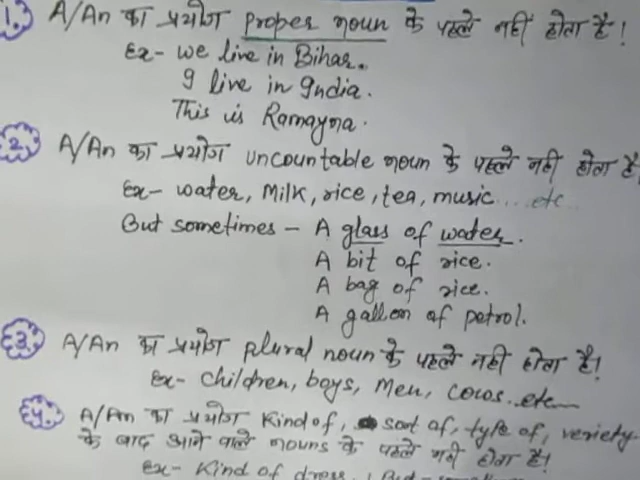 1. A/An का प्रयोग proper noun के पहले नहीं होता है!
Ex- we live in Bihar.
I live in India.
This is Ramayna.
2. A/An का प्रयोग uncountable noun के पहले नहीं होता है
Ex- water, Milk, rice, tea, music....etc..
But sometimes - A glass of water.
A bit of rice.
A bag of rice.
A gallon of petrol.
3. A/An का प्रयोग plural noun के पहले नहीं होता है!
Ex- children, boys, Men, cows..etc
4. A/An का प्रयोग Kind of, sort of, type of, veriety
के बाद आने वाले nouns के पहले नहीं होता है!
Ex- Kind of dress, But